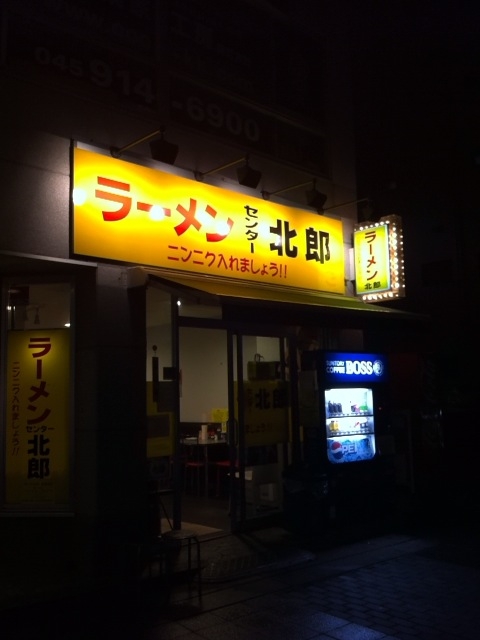 ラーメン センター 北郎
ニンニク入れましょう!!
ラーメン
北郎
ラーメン センター 北郎
ニンニク入れましょう!!
北郎
SUNTORY
COFFEE BOSS
PEPSI